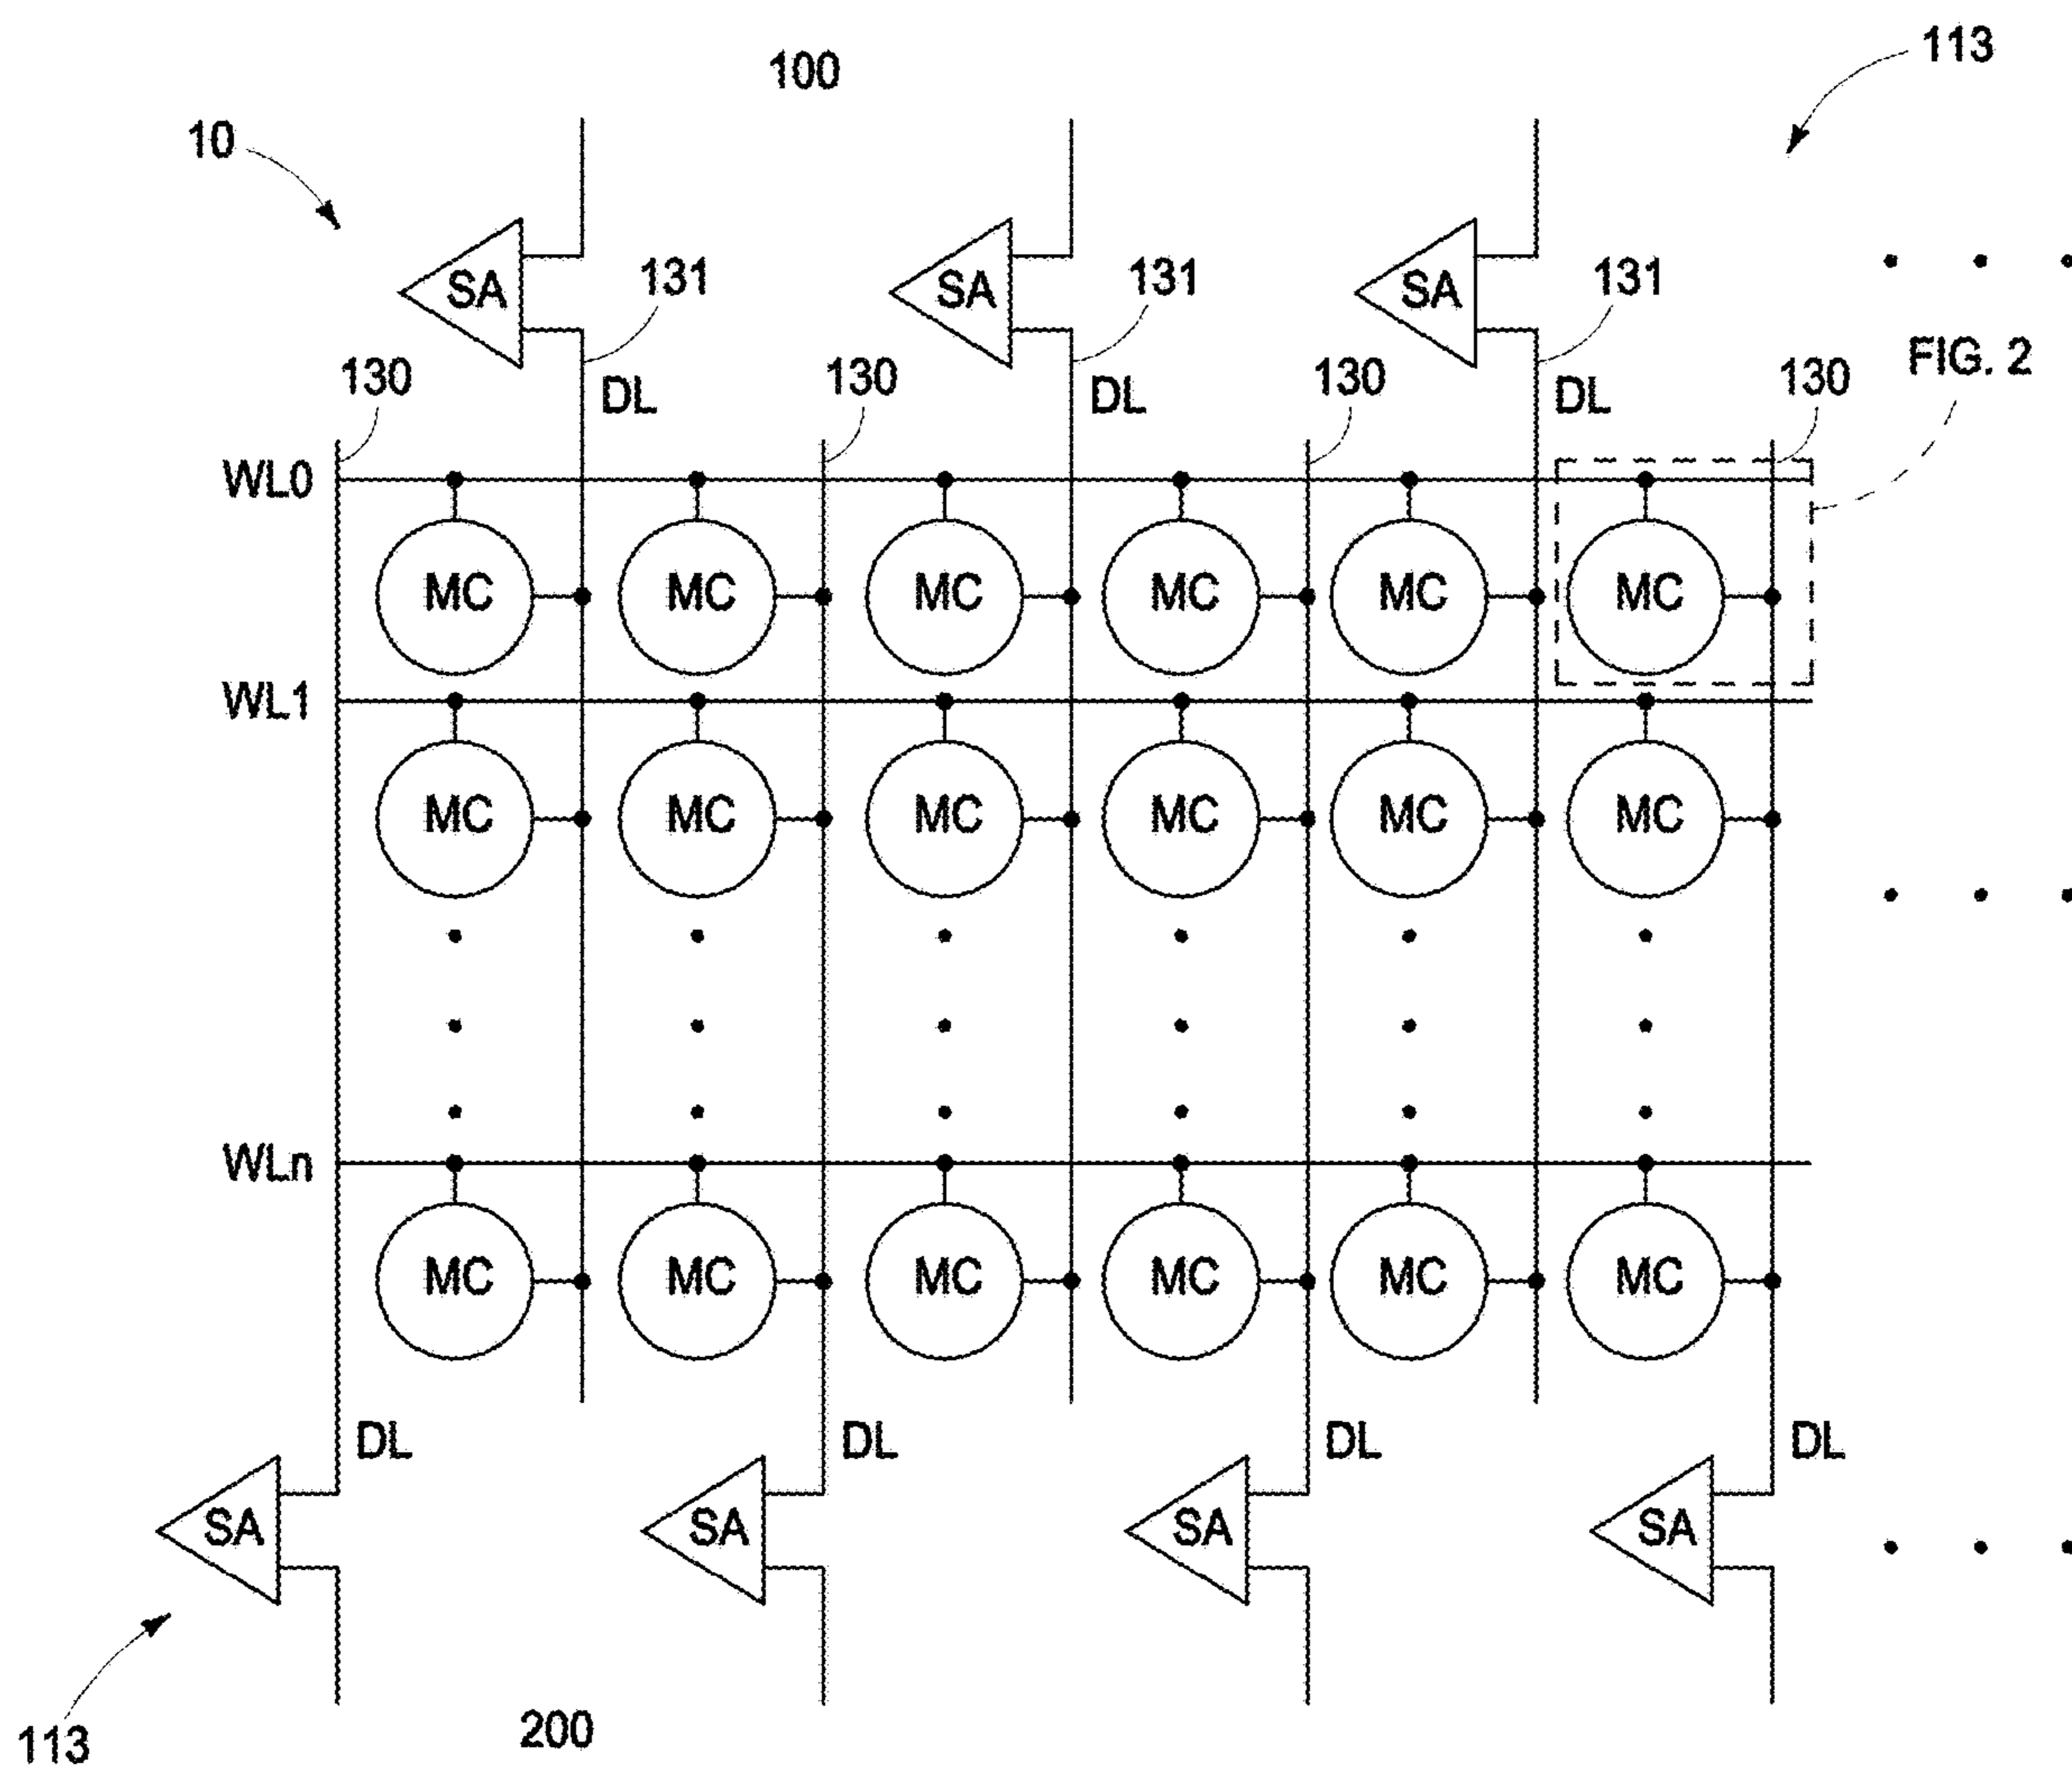 100
113
10
SA SA SA
131 131 131
FIG. 2
130 130 130 130
DL DL DL
WL0
MC MC MC MC MC MC
WL1
MC MC MC MC MC MC
WLn
MC MC MC MC MC MC
DL DL DL DL
SA SA SA SA
113
200